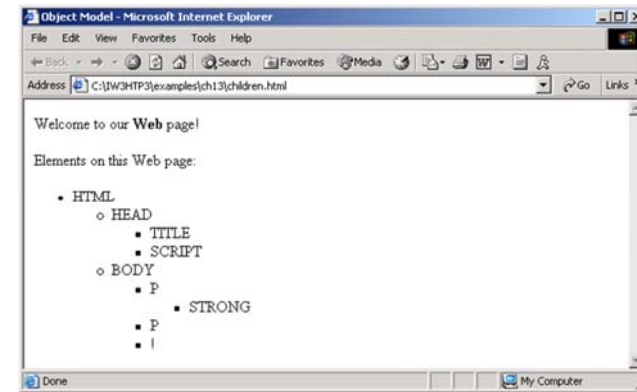 Object Model - Microsoft Internet Explorer
File Edit View Favorites Tools Help
Back Search Favorites Media
Address C:\IW3HTP3\examples\ch13\children.html Go Links
Welcome to our Web page!
Elements on this Web page:
• HTML
o HEAD
▪ TITLE
▪ SCRIPT
o BODY
▪ P
▪ STRONG
▪ P
▪ !
Done My Computer